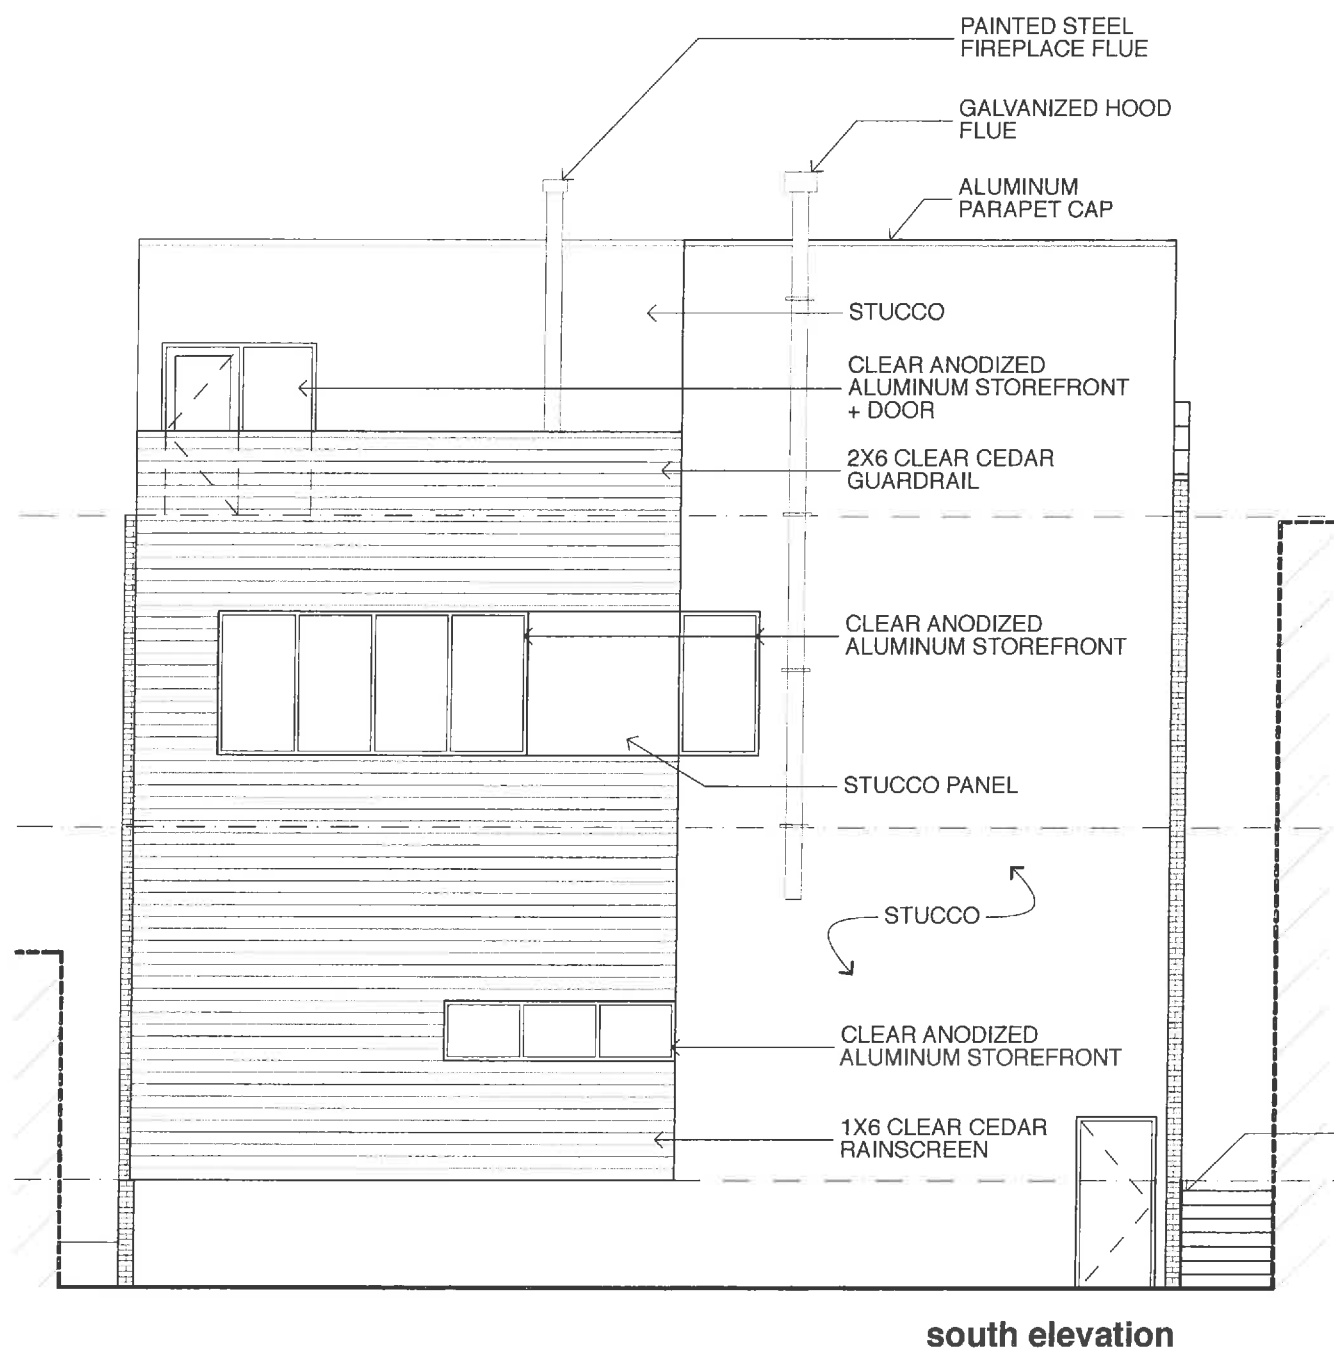 PAINTED STEEL
FIREPLACE FLUE
GALVANIZED HOOD
FLUE
ALUMINUM
PARAPET CAP
STUCCO
CLEAR ANODIZED
ALUMINUM STOREFRONT
+ DOOR
2X6 CLEAR CEDAR
GUARDRAIL
CLEAR ANODIZED
ALUMINUM STOREFRONT
STUCCO PANEL
STUCCO
CLEAR ANODIZED
ALUMINUM STOREFRONT
1X6 CLEAR CEDAR
RAINSCREEN
south elevation